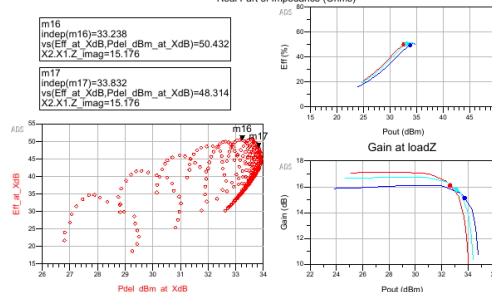 Real Part of Impedance (Ohms)
m16
indep(m16)=33.238
vs(Eff_at_XdB,Pdel_dBm_at_XdB)=50.432
X2.X1.Z_imag=15.176
m17
indep(m17)=33.832
vs(Eff_at_XdB,Pdel_dBm_at_XdB)=48.314
X2.X1.Z_imag=15.176
ADS
Eff (%)
80
60
40
20
0
15 20 25 30 35 40 45 50
Pout (dBm)
ADS
Eff_at_XdB
55
50
45
40
35
30
25
20
15
m16
m17
26 27 28 29 30 31 32 33 34
Pdel_dBm_at_XdB
Gain at loadZ
ADS
Gain (dB)
18
16
14
12
10
22 24 26 28 30 32 34 36
Pout (dBm)